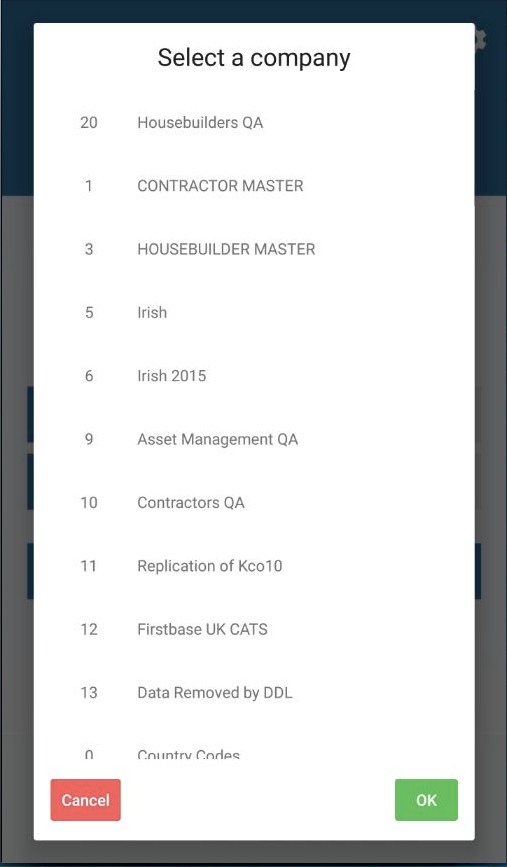 Select a company
20 Housebuilders QA
1 CONTRACTOR MASTER
3 HOUSEBUILDER MASTER
5 Irish
6 Irish 2015
9 Asset Management QA
10 Contractors QA
11 Replication of Kco10
12 Firstbase UK CATS
13 Data Removed by DDL
0 Country Codes
Cancel OK